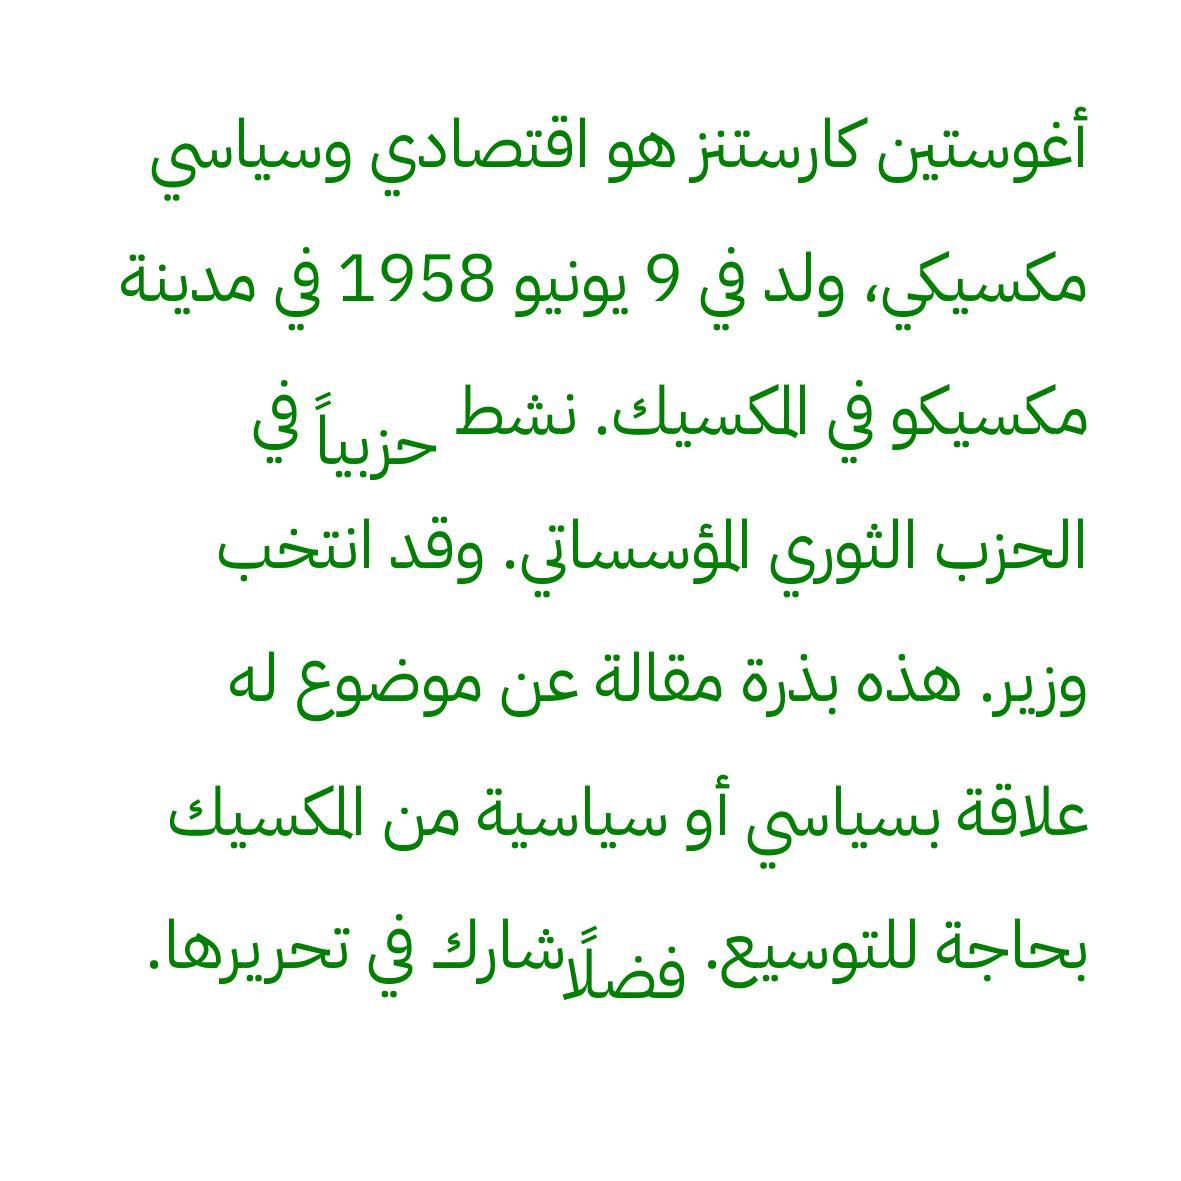 أغوستين كارستنز هو اقتصادي وسياسي
مكسيكي، ولد في 9 يونيو 1958 في مدينة
مكسيكو في المكسيك. نشط حزبياً في
الحزب الثوري المؤسساتي. وقد انتخب
وزير. هذه بذرة مقالة عن موضوع له
علاقة بسياسي أو سياسية من المكسيك
بحاجة للتوسيع. فضلًا شارك في تحريرها.